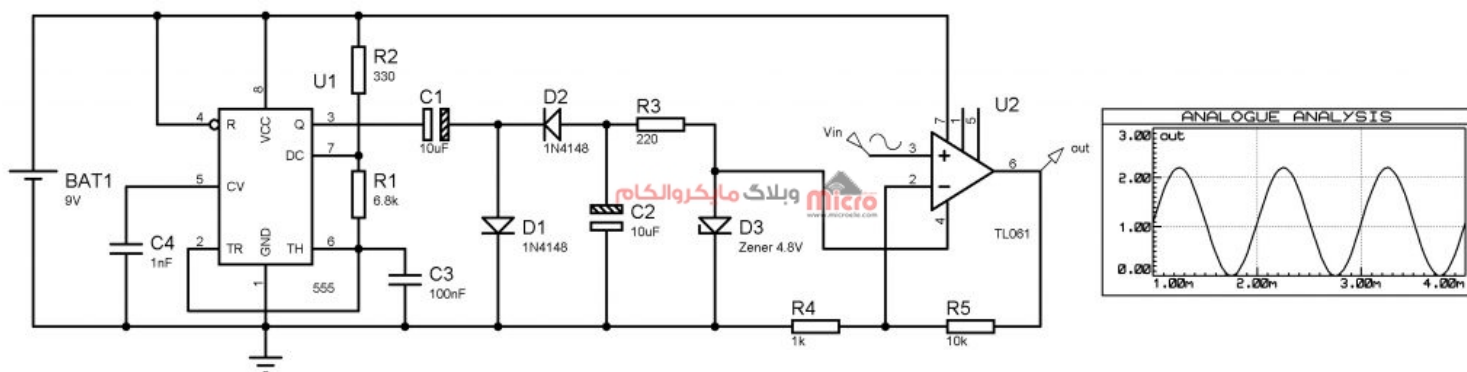 U1
R2
330
8
VCC
4
R
Q
3
DC
7
5
CV
2
TR
GND
TH
6
1
555
BAT1
9V
C4
1nF
R1
6.8k
C3
100nF
C1
10uF
D2
1N4148
D1
1N4148
R3
220
C2
10uF
D3
Zener 4.8V
وبلاگ مایکروالکام
Micro
www.microele.com
Vin
3
2
7
1
5
4
6
U2
out
TL061
R4
1k
R5
10k
ANALOGUE ANALYSIS
3.00
out
2.00
1.00
0.00
1.00m
2.00m
3.00m
4.00m